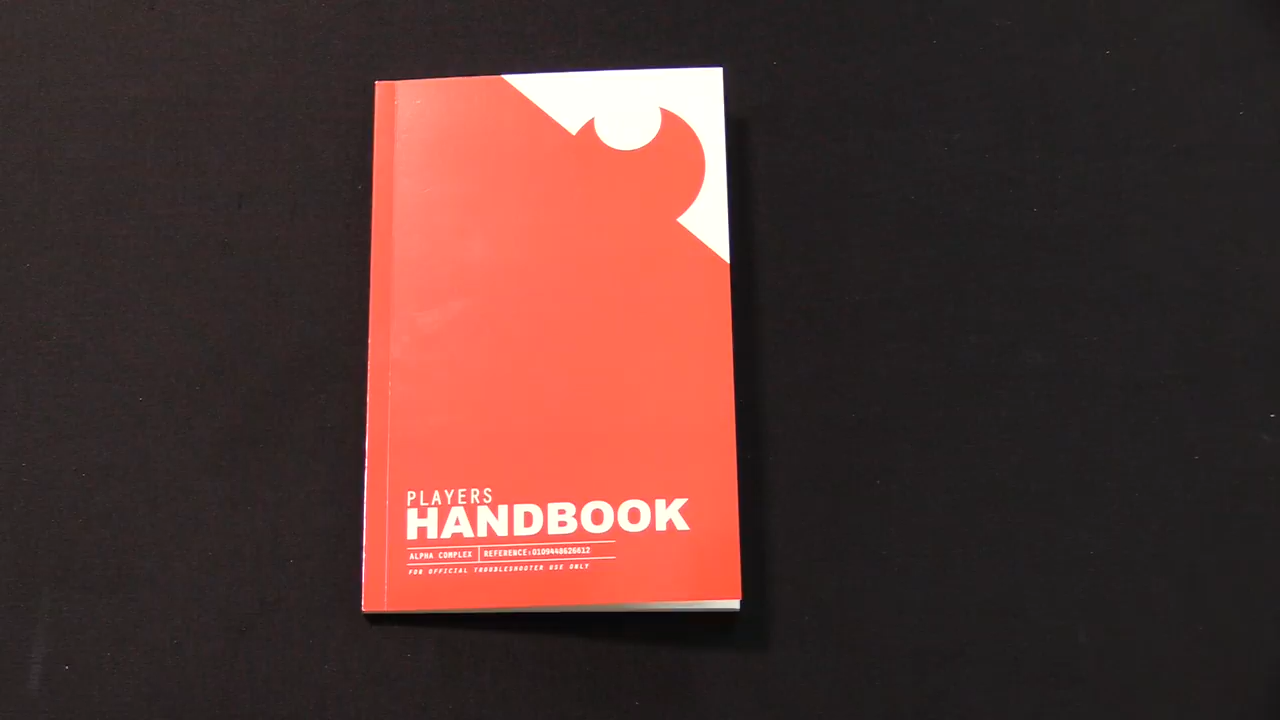 PLAYERS
HANDBOOK
ALPHA COMPLEX REFERENCE:0109448626612
FOR OFFICIAL TROUBLESHOOTER USE ONLY